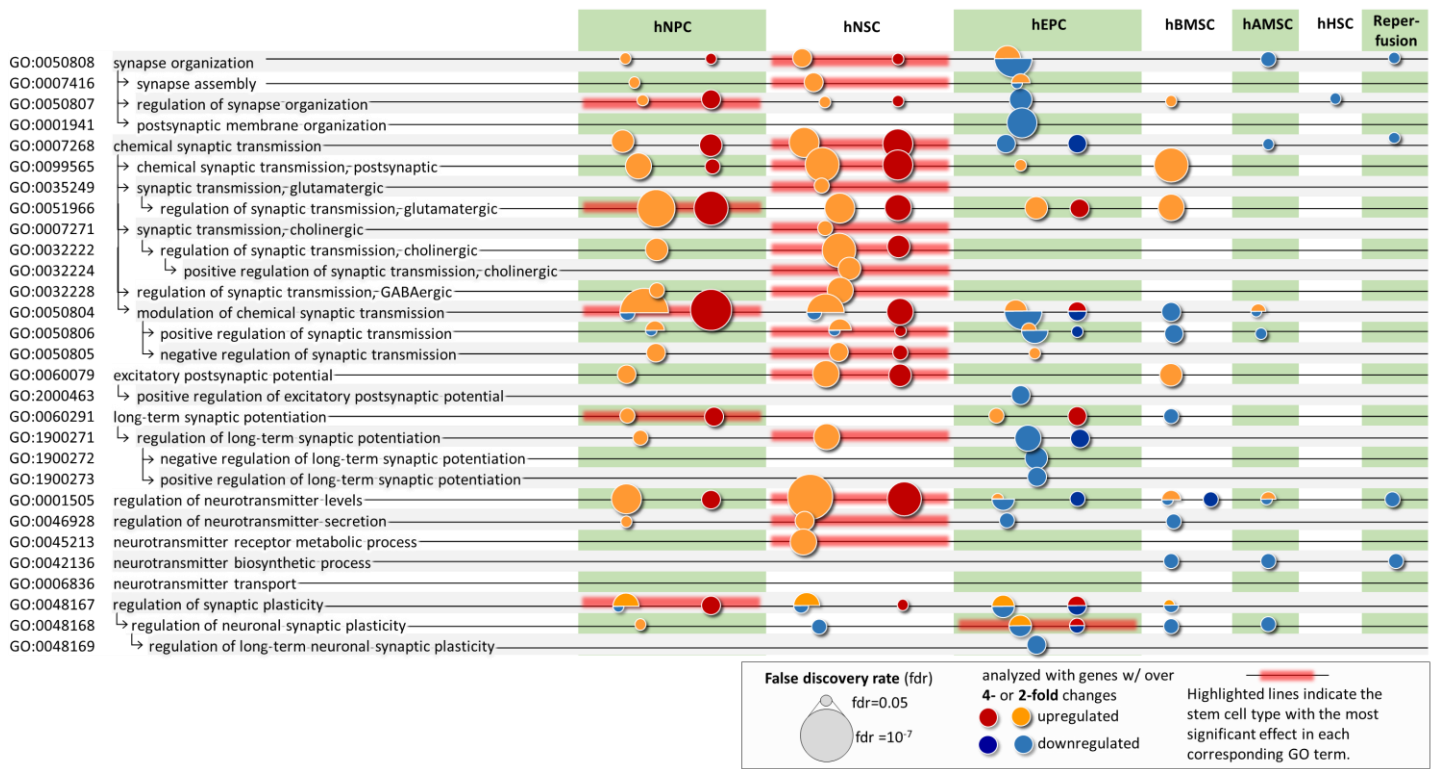 hNPC hNSC hEPC hBMSC hAMSC hHSC Reper-
fusion
GO:0050808 synapse organization
GO:0007416 synapse assembly
GO:0050807 regulation of synapse organization
GO:0001941 postsynaptic membrane organization
GO:0007268 chemical synaptic transmission
GO:0099565 chemical synaptic transmission, postsynaptic
GO:0035249 synaptic transmission, glutamatergic
GO:0051966 regulation of synaptic transmission, glutamatergic
GO:0007271 synaptic transmission, cholinergic
GO:0032222 regulation of synaptic transmission, cholinergic
GO:0032224 positive regulation of synaptic transmission, cholinergic
GO:0032228 regulation of synaptic transmission, GABAergic
GO:0050804 modulation of chemical synaptic transmission
GO:0050806 positive regulation of synaptic transmission
GO:0050805 negative regulation of synaptic transmission
GO:0060079 excitatory postsynaptic potential
GO:2000463 positive regulation of excitatory postsynaptic potential
GO:0060291 long-term synaptic potentiation
GO:1900271 regulation of long-term synaptic potentiation
GO:1900272 negative regulation of long-term synaptic potentiation
GO:1900273 positive regulation of long-term synaptic potentiation
GO:0001505 regulation of neurotransmitter levels
GO:0046928 regulation of neurotransmitter secretion
GO:0045213 neurotransmitter receptor metabolic process
GO:0042136 neurotransmitter biosynthetic process
GO:0006836 neurotransmitter transport
GO:0048167 regulation of synaptic plasticity
GO:0048168 regulation of neuronal synaptic plasticity
GO:0048169 regulation of long-term neuronal synaptic plasticity
False discovery rate (fdr)
fdr=0.05
fdr =10⁻⁷
analyzed with genes w/ over
4- or 2-fold changes
upregulated
downregulated
Highlighted lines indicate the
stem cell type with the most
significant effect in each
corresponding GO term.